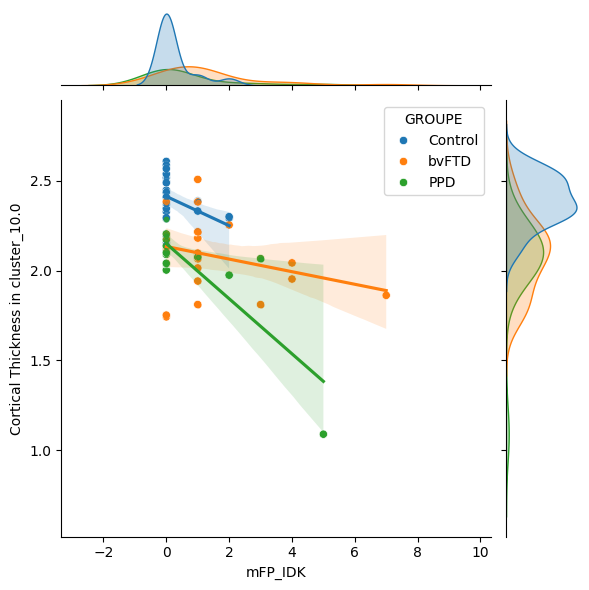 GROUPE
Control
bvFTD
PPD
Cortical Thickness in cluster_10.0
2.5
2.0
1.5
1.0
−2 0 2 4 6 8 10
mFP_IDK